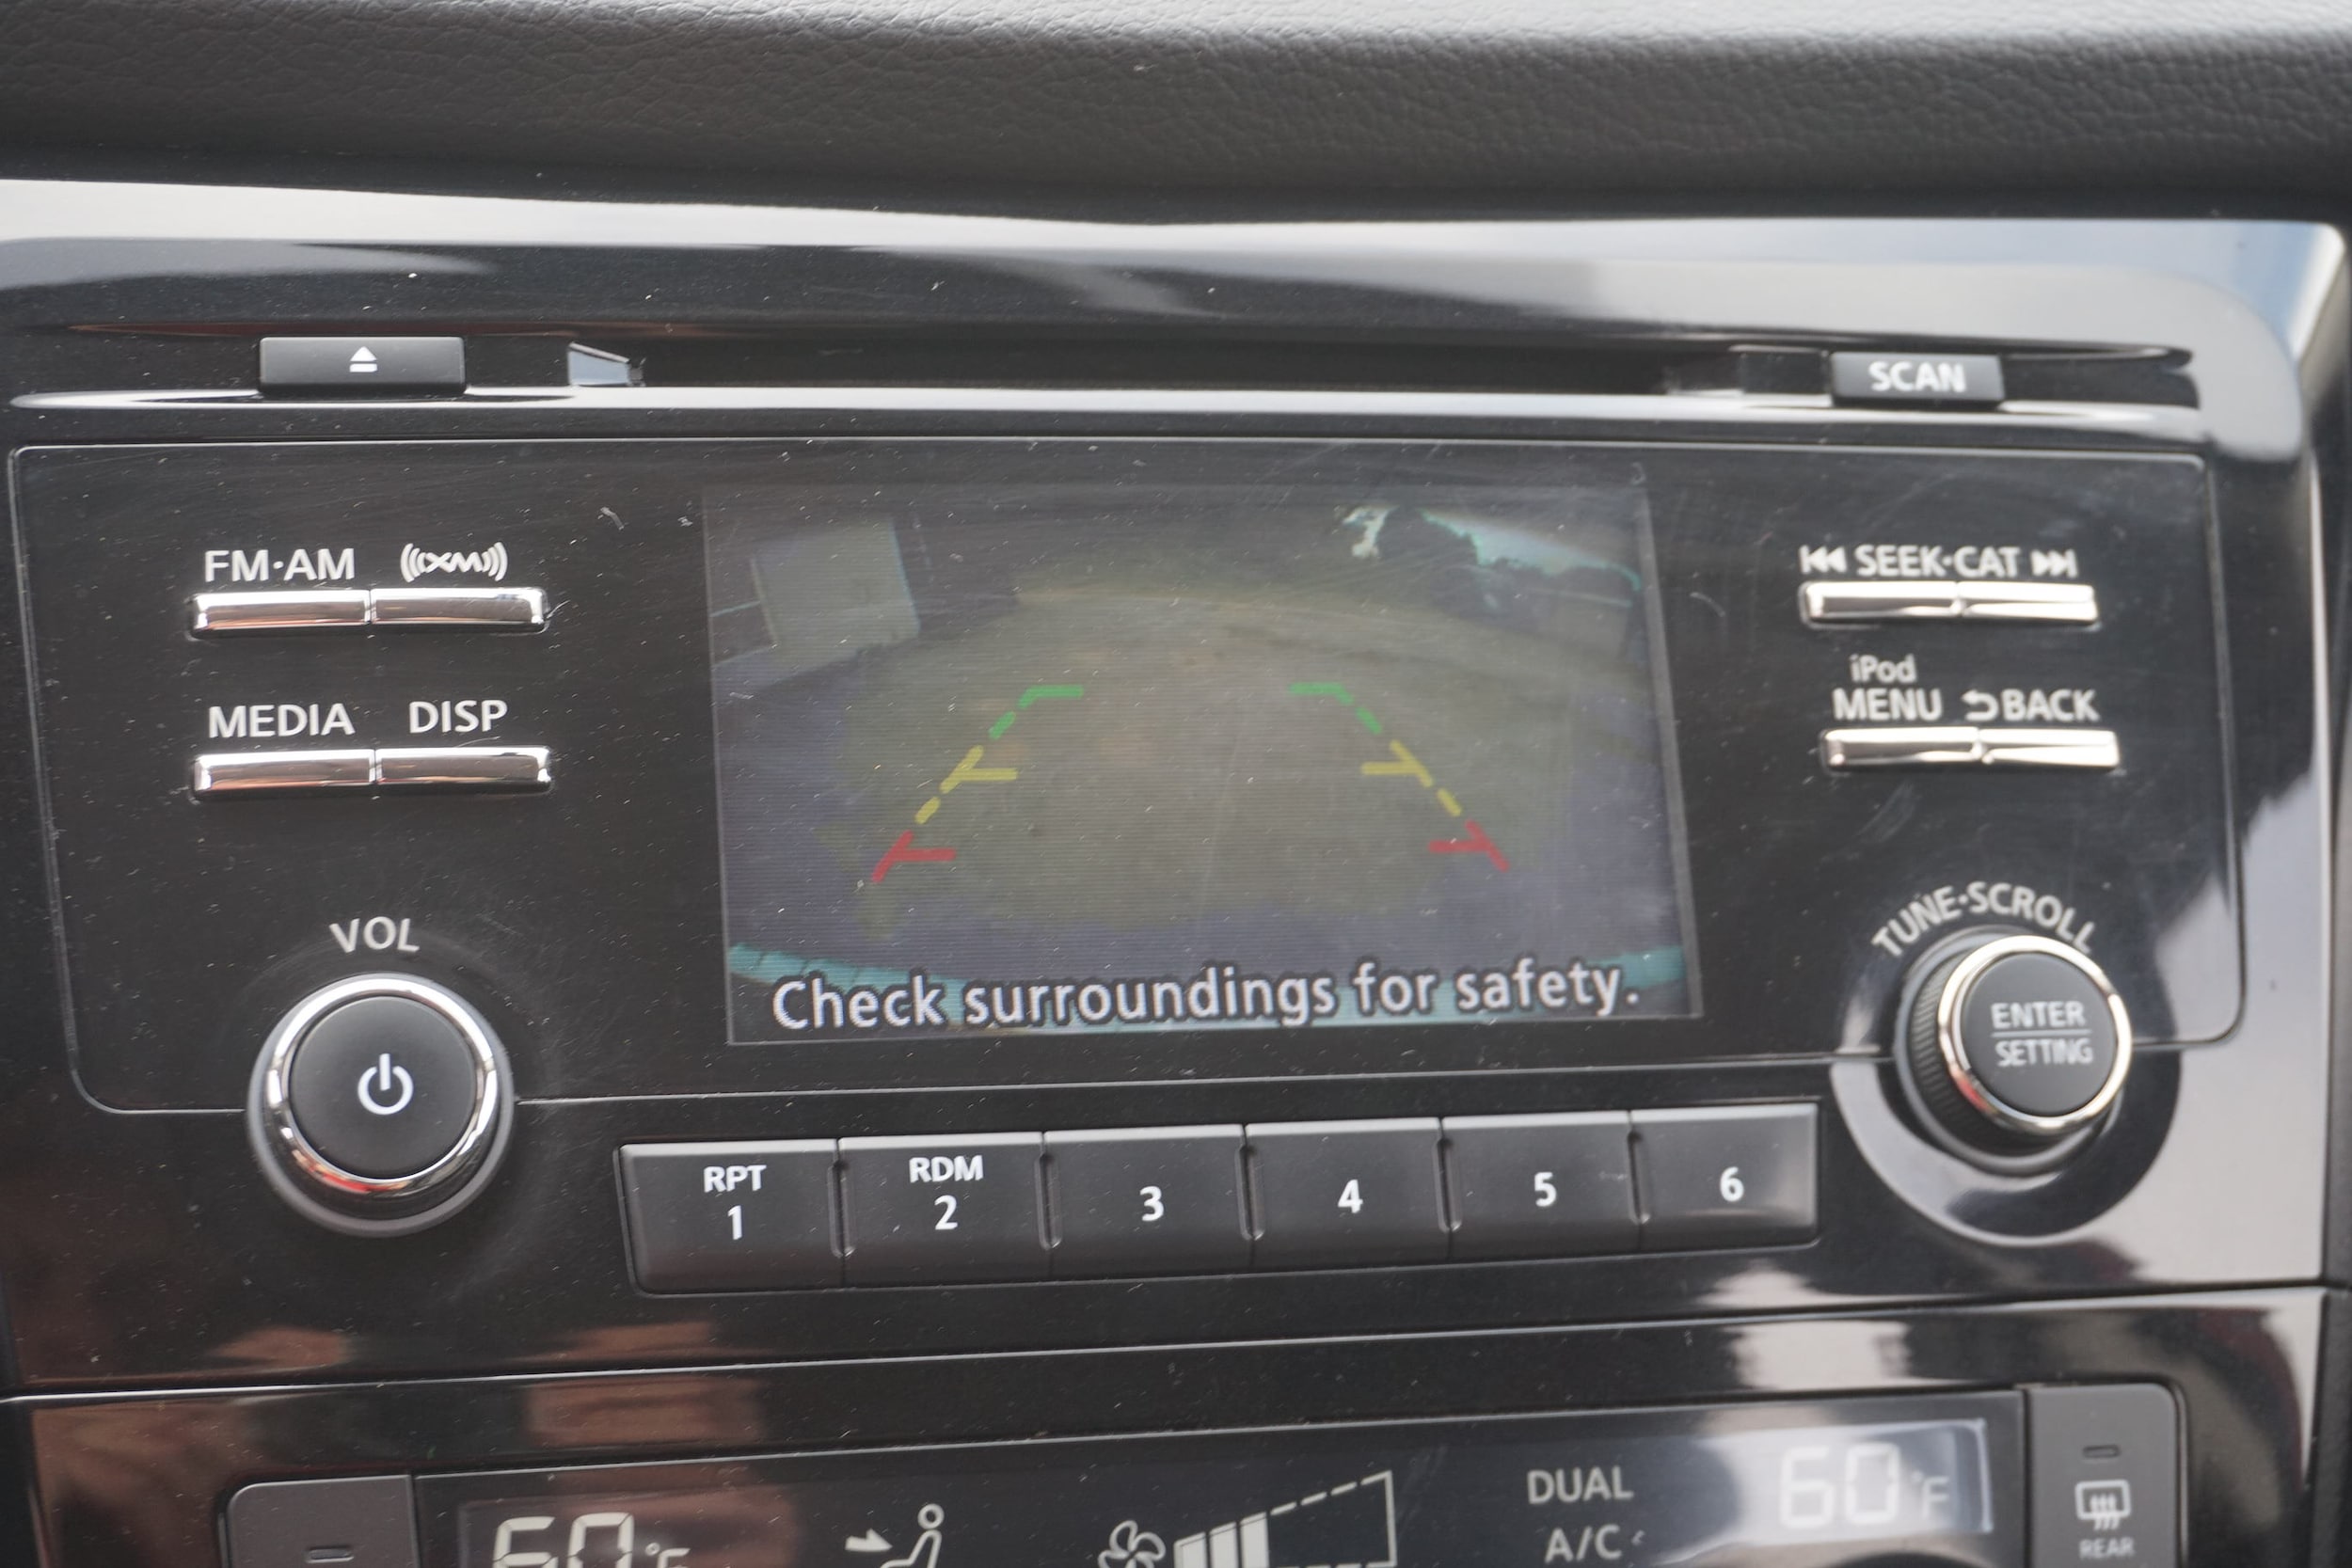 SCAN
FM·AM XM
SEEK·CAT
iPod
MENU BACK
MEDIA DISP
VOL
TUNE·SCROLL
ENTER
SETTING
Check surroundings for safety.
RPT
1
RDM
2
3
4
5
6
DUAL
A/C
60°F
60°F
REAR